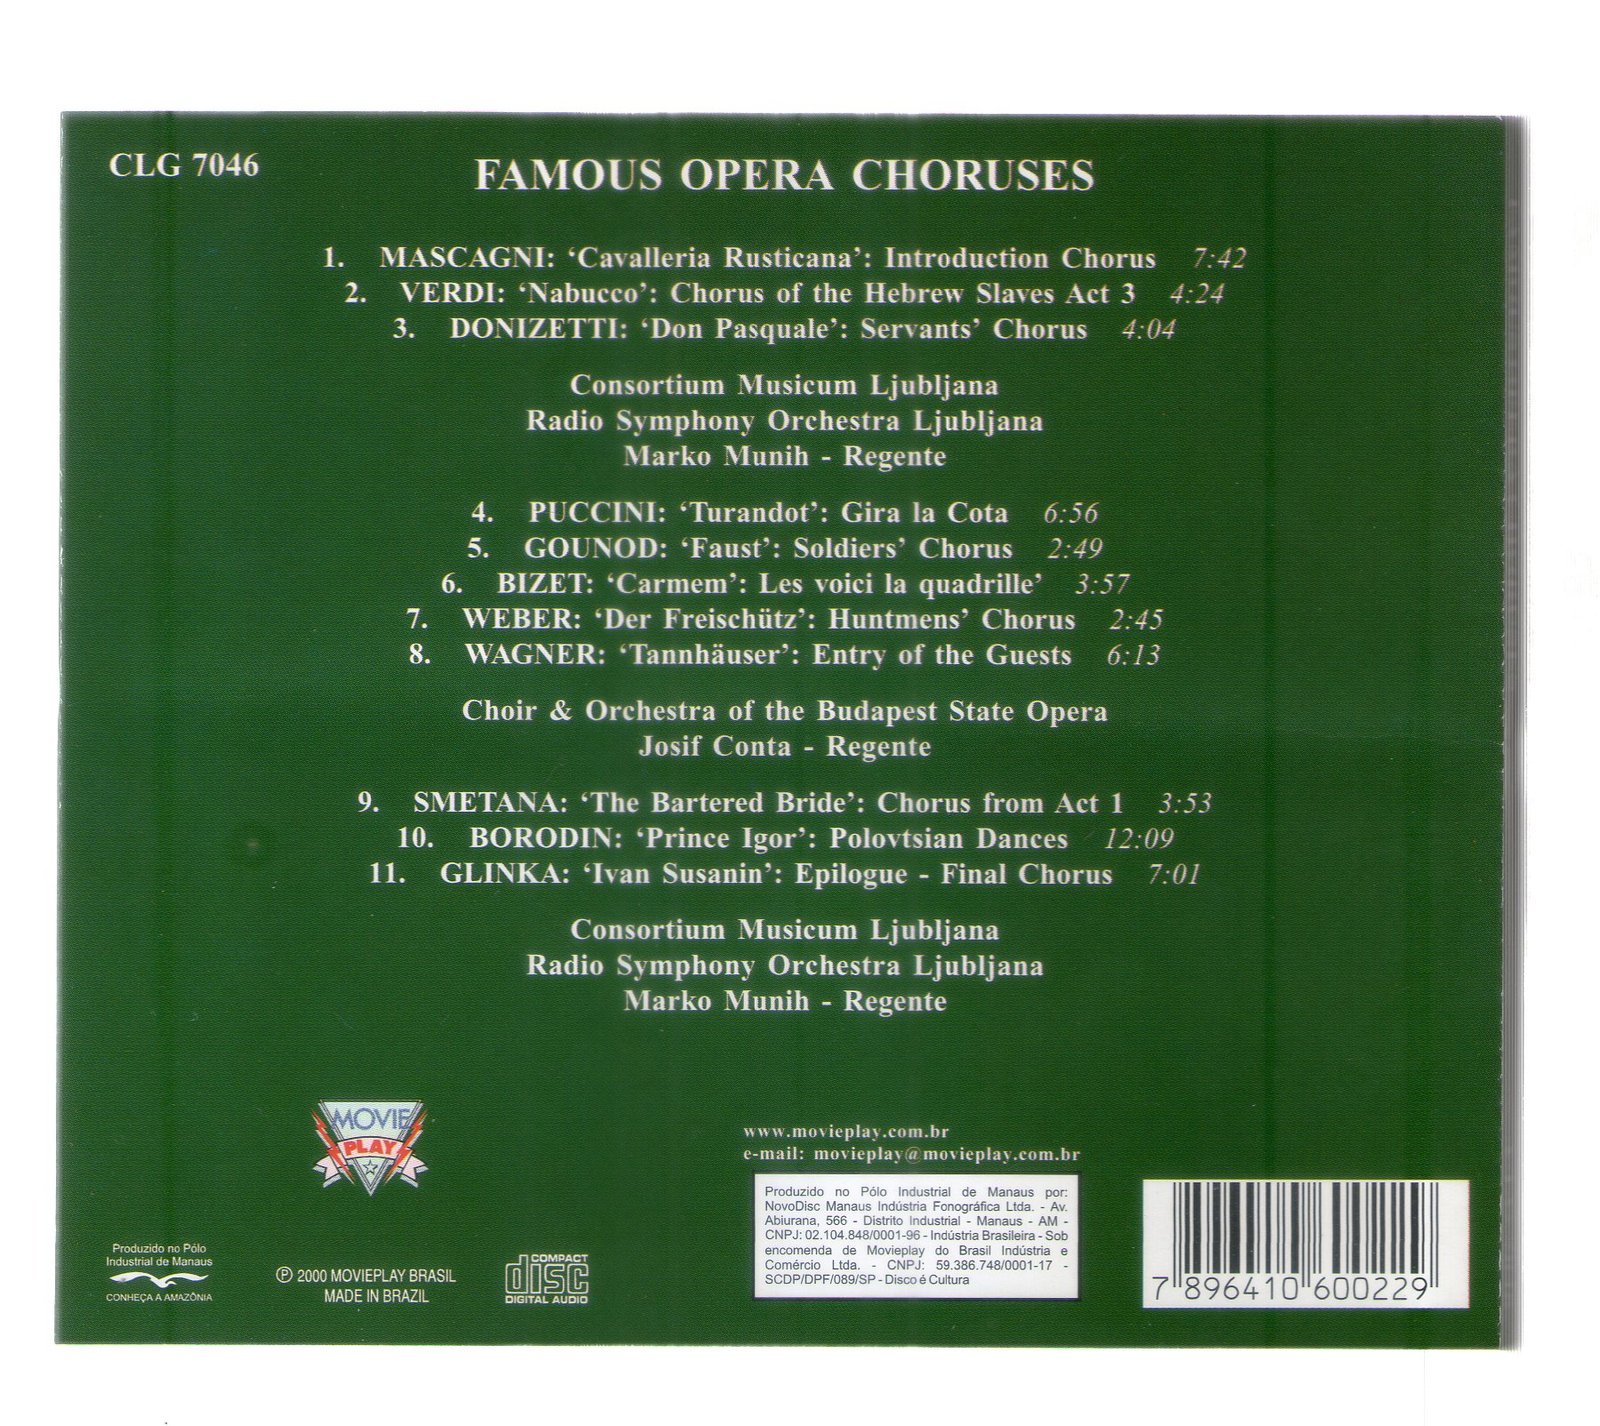 CLG 7046
FAMOUS OPERA CHORUSES
1. MASCAGNI: ‘Cavalleria Rusticana’: Introduction Chorus 7:42
2. VERDI: ‘Nabucco’: Chorus of the Hebrew Slaves Act 3 4:24
3. DONIZETTI: ‘Don Pasquale’: Servants’ Chorus 4:04
Consortium Musicum Ljubljana
Radio Symphony Orchestra Ljubljana
Marko Munih - Regente
4. PUCCINI: ‘Turandot’: Gira la Cota 6:56
5. GOUNOD: ‘Faust’: Soldiers’ Chorus 2:49
6. BIZET: ‘Carmem’: Les voici la quadrille’ 3:57
7. WEBER: ‘Der Freischütz’: Huntmens’ Chorus 2:45
8. WAGNER: ‘Tannhäuser’: Entry of the Guests 6:13
Choir & Orchestra of the Budapest State Opera
Josif Conta - Regente
9. SMETANA: ‘The Bartered Bride’: Chorus from Act 1 3:53
10. BORODIN: ‘Prince Igor’: Polovtsian Dances 12:09
11. GLINKA: ‘Ivan Susanin’: Epilogue - Final Chorus 7:01
Consortium Musicum Ljubljana
Radio Symphony Orchestra Ljubljana
Marko Munih - Regente
MOVIE
PLAY
www.movieplay.com.br
e-mail: movieplay@movieplay.com.br
Produzido no Pólo Industrial de Manaus por:
NovoDisc Manaus Indústria Fonográfica Ltda. - Av.
Abiurana, 566 - Distrito Industrial - Manaus - AM -
CNPJ: 02.104.848/0001-96 - Indústria Brasileira - Sob
encomenda de Movieplay do Brasil Indústria e
Comércio Ltda. - CNPJ: 59.386.748/0001-17 -
SCDP/DPF/089/SP - Disco é Cultura
Produzido no Pólo
Industrial de Manaus
CONHEÇA A AMAZÔNIA
℗ 2000 MOVIEPLAY BRASIL
MADE IN BRAZIL
COMPACT
disc
DIGITAL AUDIO
7 896410 600229